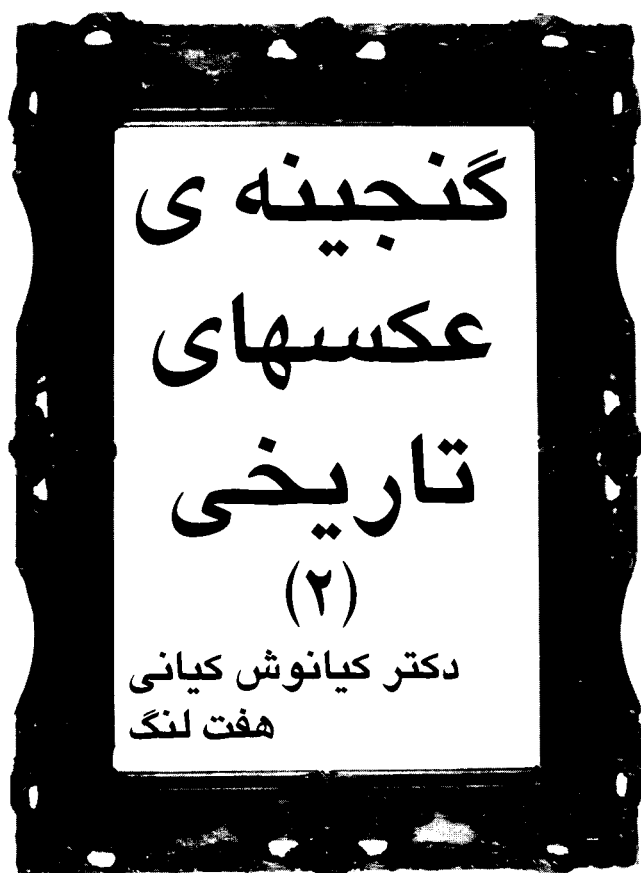 گنجینه ی
عکسهای
تاریخی
(۲)
دکتر کیانوش کیانی
هفت لنگ